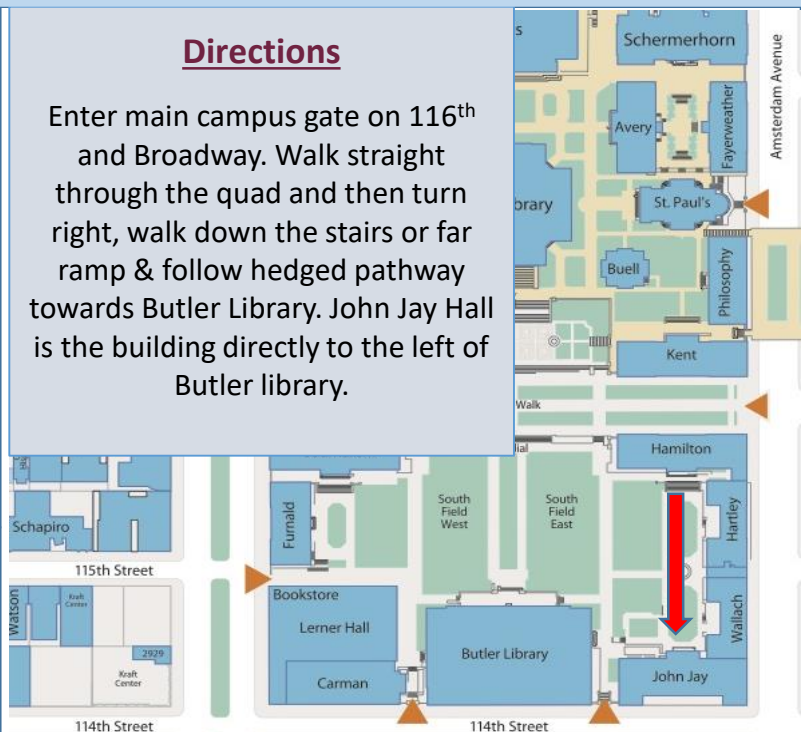 Directions
Enter main campus gate on 116th
and Broadway. Walk straight
through the quad and then turn
right, walk down the stairs or far
ramp & follow hedged pathway
towards Butler Library. John Jay Hall
is the building directly to the left of
Butler library.
s
Schermerhorn
Amsterdam Avenue
Avery
Fayerweather
brary
St. Paul's
Buell
Philosophy
Kent
Walk
ial
Hamilton
Schapiro
Furnald
South
Field
West
South
Field
East
Hartley
115th Street
Watson
Kraft
Center
Bookstore
Lerner Hall
Butler Library
Wallach
2929
Kraft
Center
Carman
John Jay
114th Street
114th Street